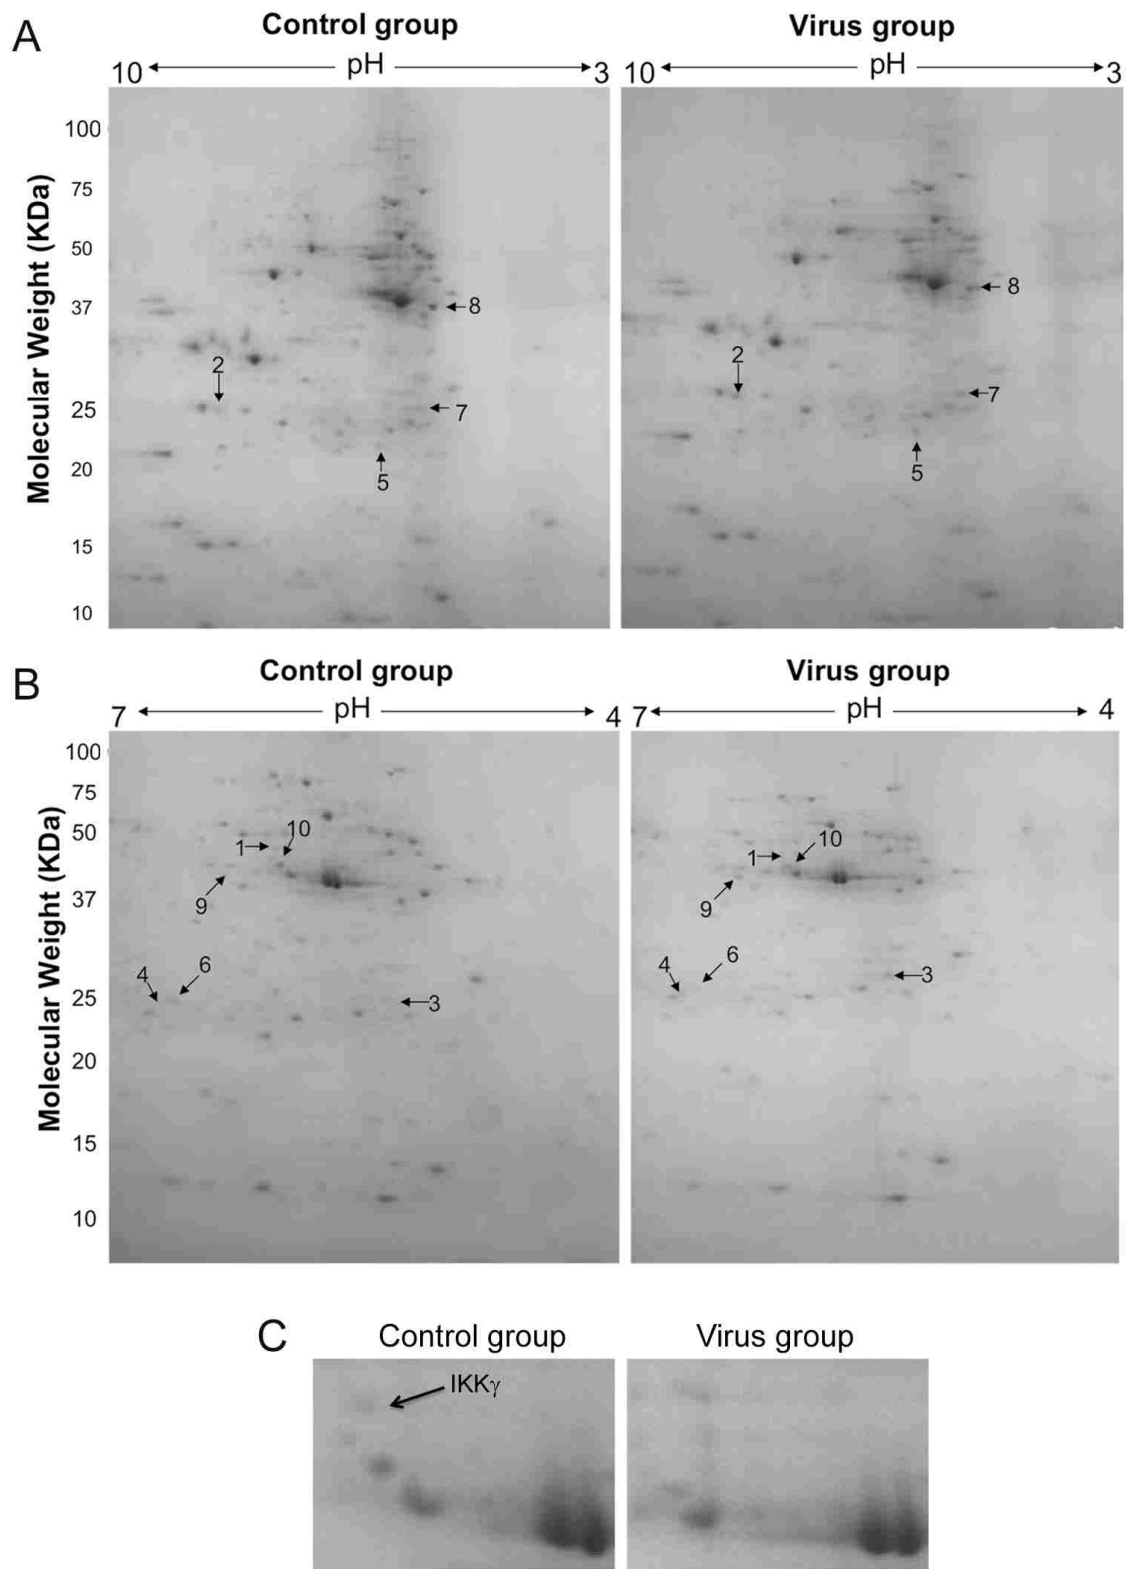 A
Control group
Virus group
10 pH 3
10 pH 3
Molecular Weight (KDa)
100
75
50
37
25
20
15
10
2
8
7
5
2
8
7
5
B
Control group
Virus group
7 pH 4
7 pH 4
Molecular Weight (KDa)
100
75
50
37
25
20
15
10
1
10
9
4
6
3
1
10
9
4
6
3
C
Control group
Virus group
IKKγ